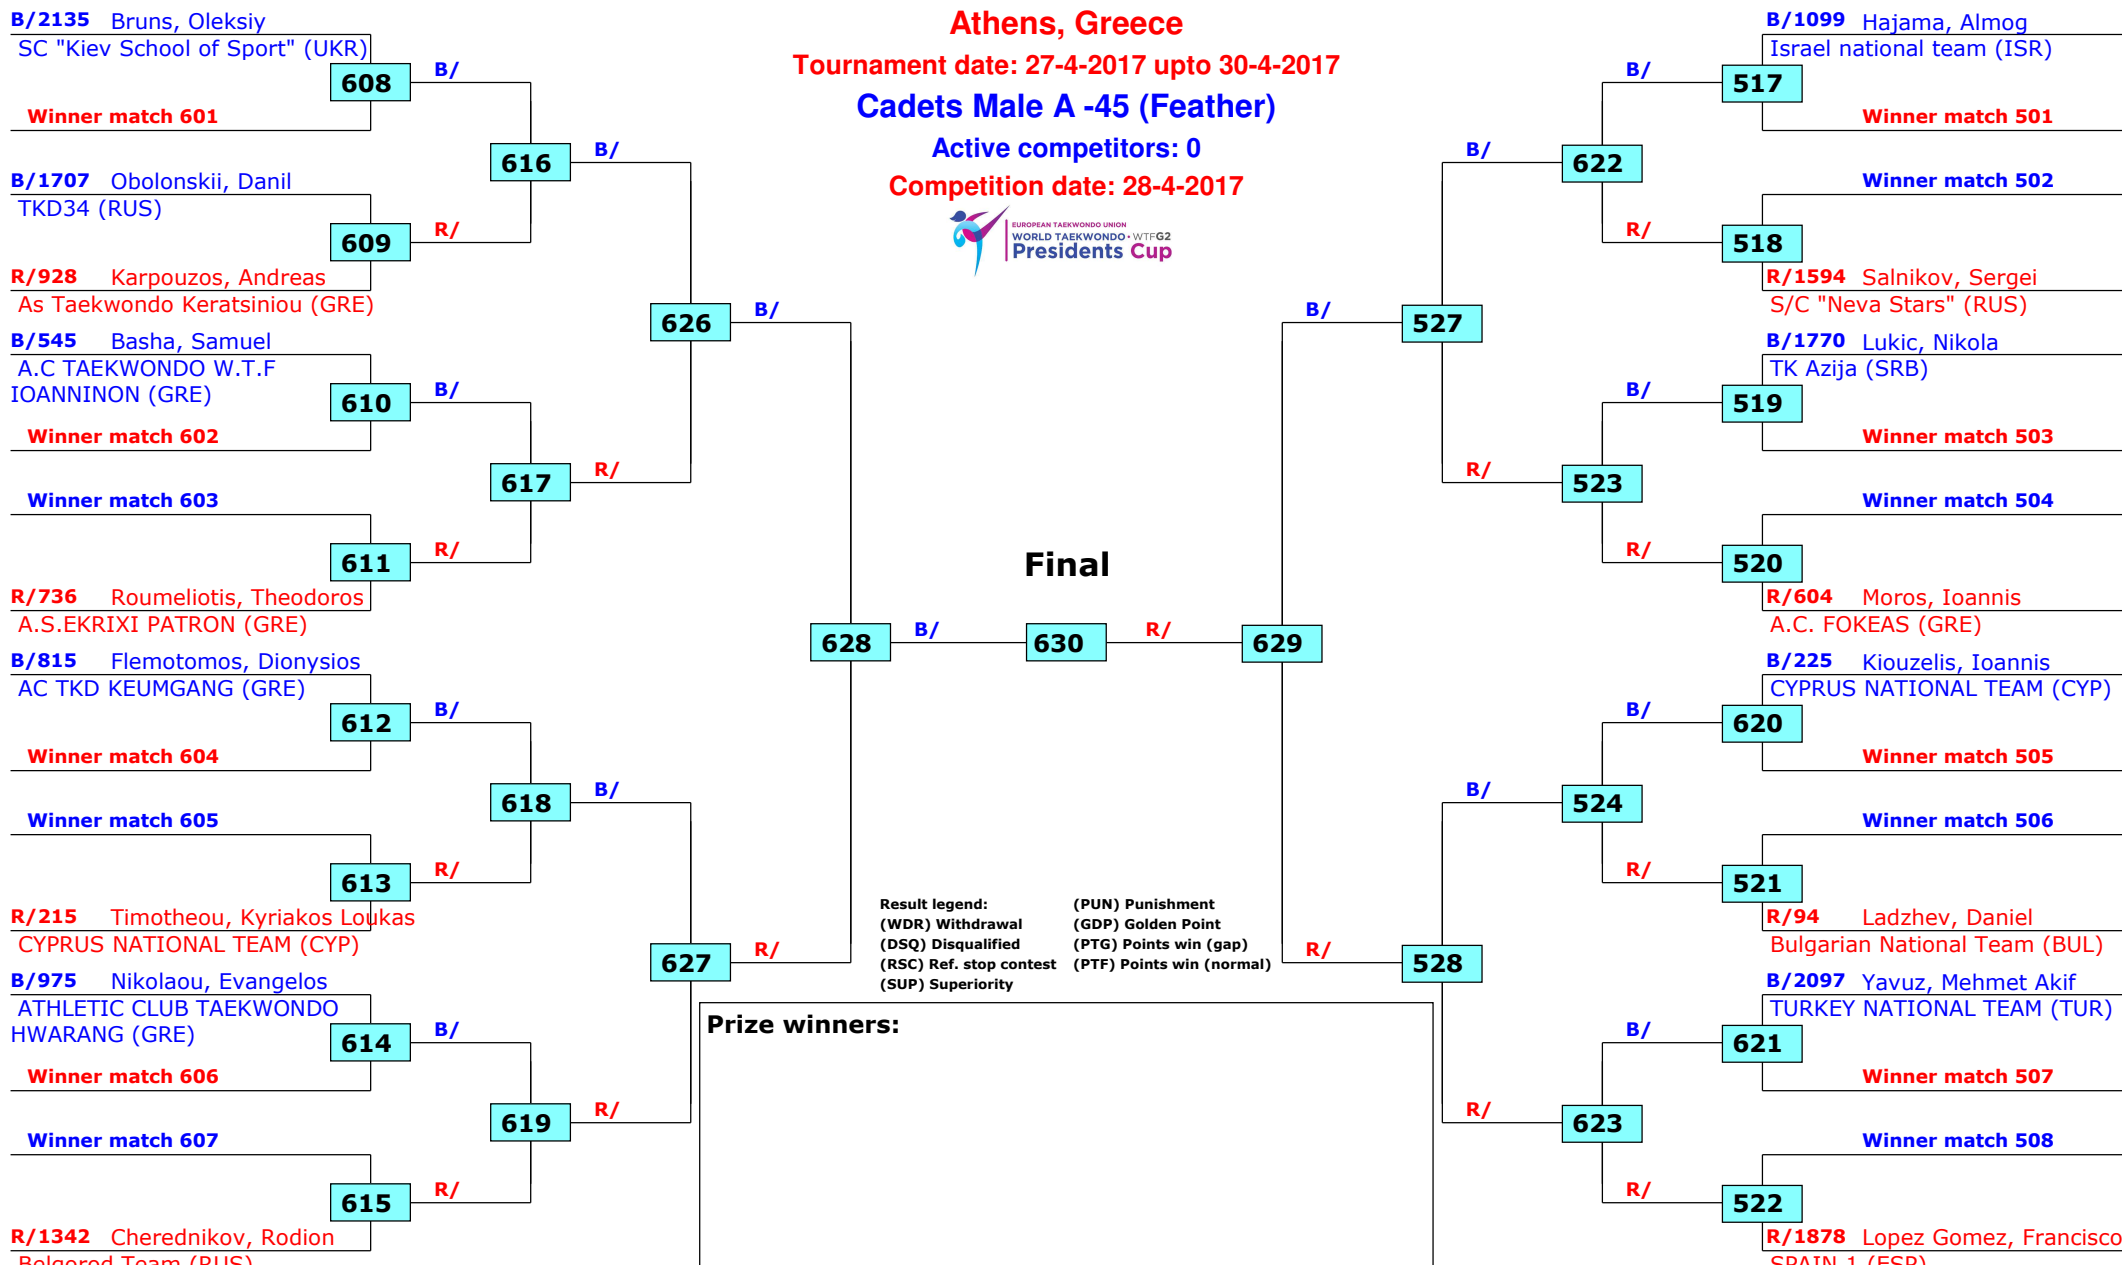 Athens, Greece
Tournament date: 27-4-2017 upto 30-4-2017
Cadets Male A -45 (Feather)
Active competitors: 0
Competition date: 28-4-2017
EUROPEAN TAEKWONDO UNION
WORLD TAEKWONDO • WTFG2
Presidents Cup
B/2135 Bruns, Oleksiy
SC "Kiev School of Sport" (UKR)
608
B/
Winner match 601
616
B/
B/1707 Obolonskii, Danil
TKD34 (RUS)
609
R/
R/928 Karpouzos, Andreas
As Taekwondo Keratsiniou (GRE)
626
B/
B/545 Basha, Samuel
A.C TAEKWONDO W.T.F
IOANNINON (GRE)
610
B/
Winner match 602
617
R/
Winner match 603
611
R/
R/736 Roumeliotis, Theodoros
A.S.EKRIXI PATRON (GRE)
628
B/
B/815 Flemotomos, Dionysios
AC TKD KEUMGANG (GRE)
612
B/
Winner match 604
618
B/
Winner match 605
613
R/
R/215 Timotheou, Kyriakos Loukas
CYPRUS NATIONAL TEAM (CYP)
627
R/
B/975 Nikolaou, Evangelos
ATHLETIC CLUB TAEKWONDO
HWARANG (GRE)
614
B/
Winner match 606
619
R/
Winner match 607
615
R/
R/1342 Cherednikov, Rodion
Belgorod Team (RUS)
Final
630
R/
629
B/1099 Hajama, Almog
Israel national team (ISR)
B/
517
Winner match 501
B/
622
Winner match 502
R/
518
R/1594 Salnikov, Sergei
S/C "Neva Stars" (RUS)
B/
527
B/1770 Lukic, Nikola
TK Azija (SRB)
B/
519
Winner match 503
R/
523
Winner match 504
R/
520
R/604 Moros, Ioannis
A.C. FOKEAS (GRE)
B/225 Kiouzelis, Ioannis
CYPRUS NATIONAL TEAM (CYP)
B/
620
Winner match 505
B/
524
Winner match 506
R/
521
R/94 Ladzhev, Daniel
Bulgarian National Team (BUL)
R/
528
B/2097 Yavuz, Mehmet Akif
TURKEY NATIONAL TEAM (TUR)
B/
621
Winner match 507
R/
623
Winner match 508
R/
522
R/1878 Lopez Gomez, Francisco
SPAIN 1 (ESP)
Result legend:
(WDR) Withdrawal
(DSQ) Disqualified
(RSC) Ref. stop contest
(SUP) Superiority
(PUN) Punishment
(GDP) Golden Point
(PTG) Points win (gap)
(PTF) Points win (normal)
Prize winners: